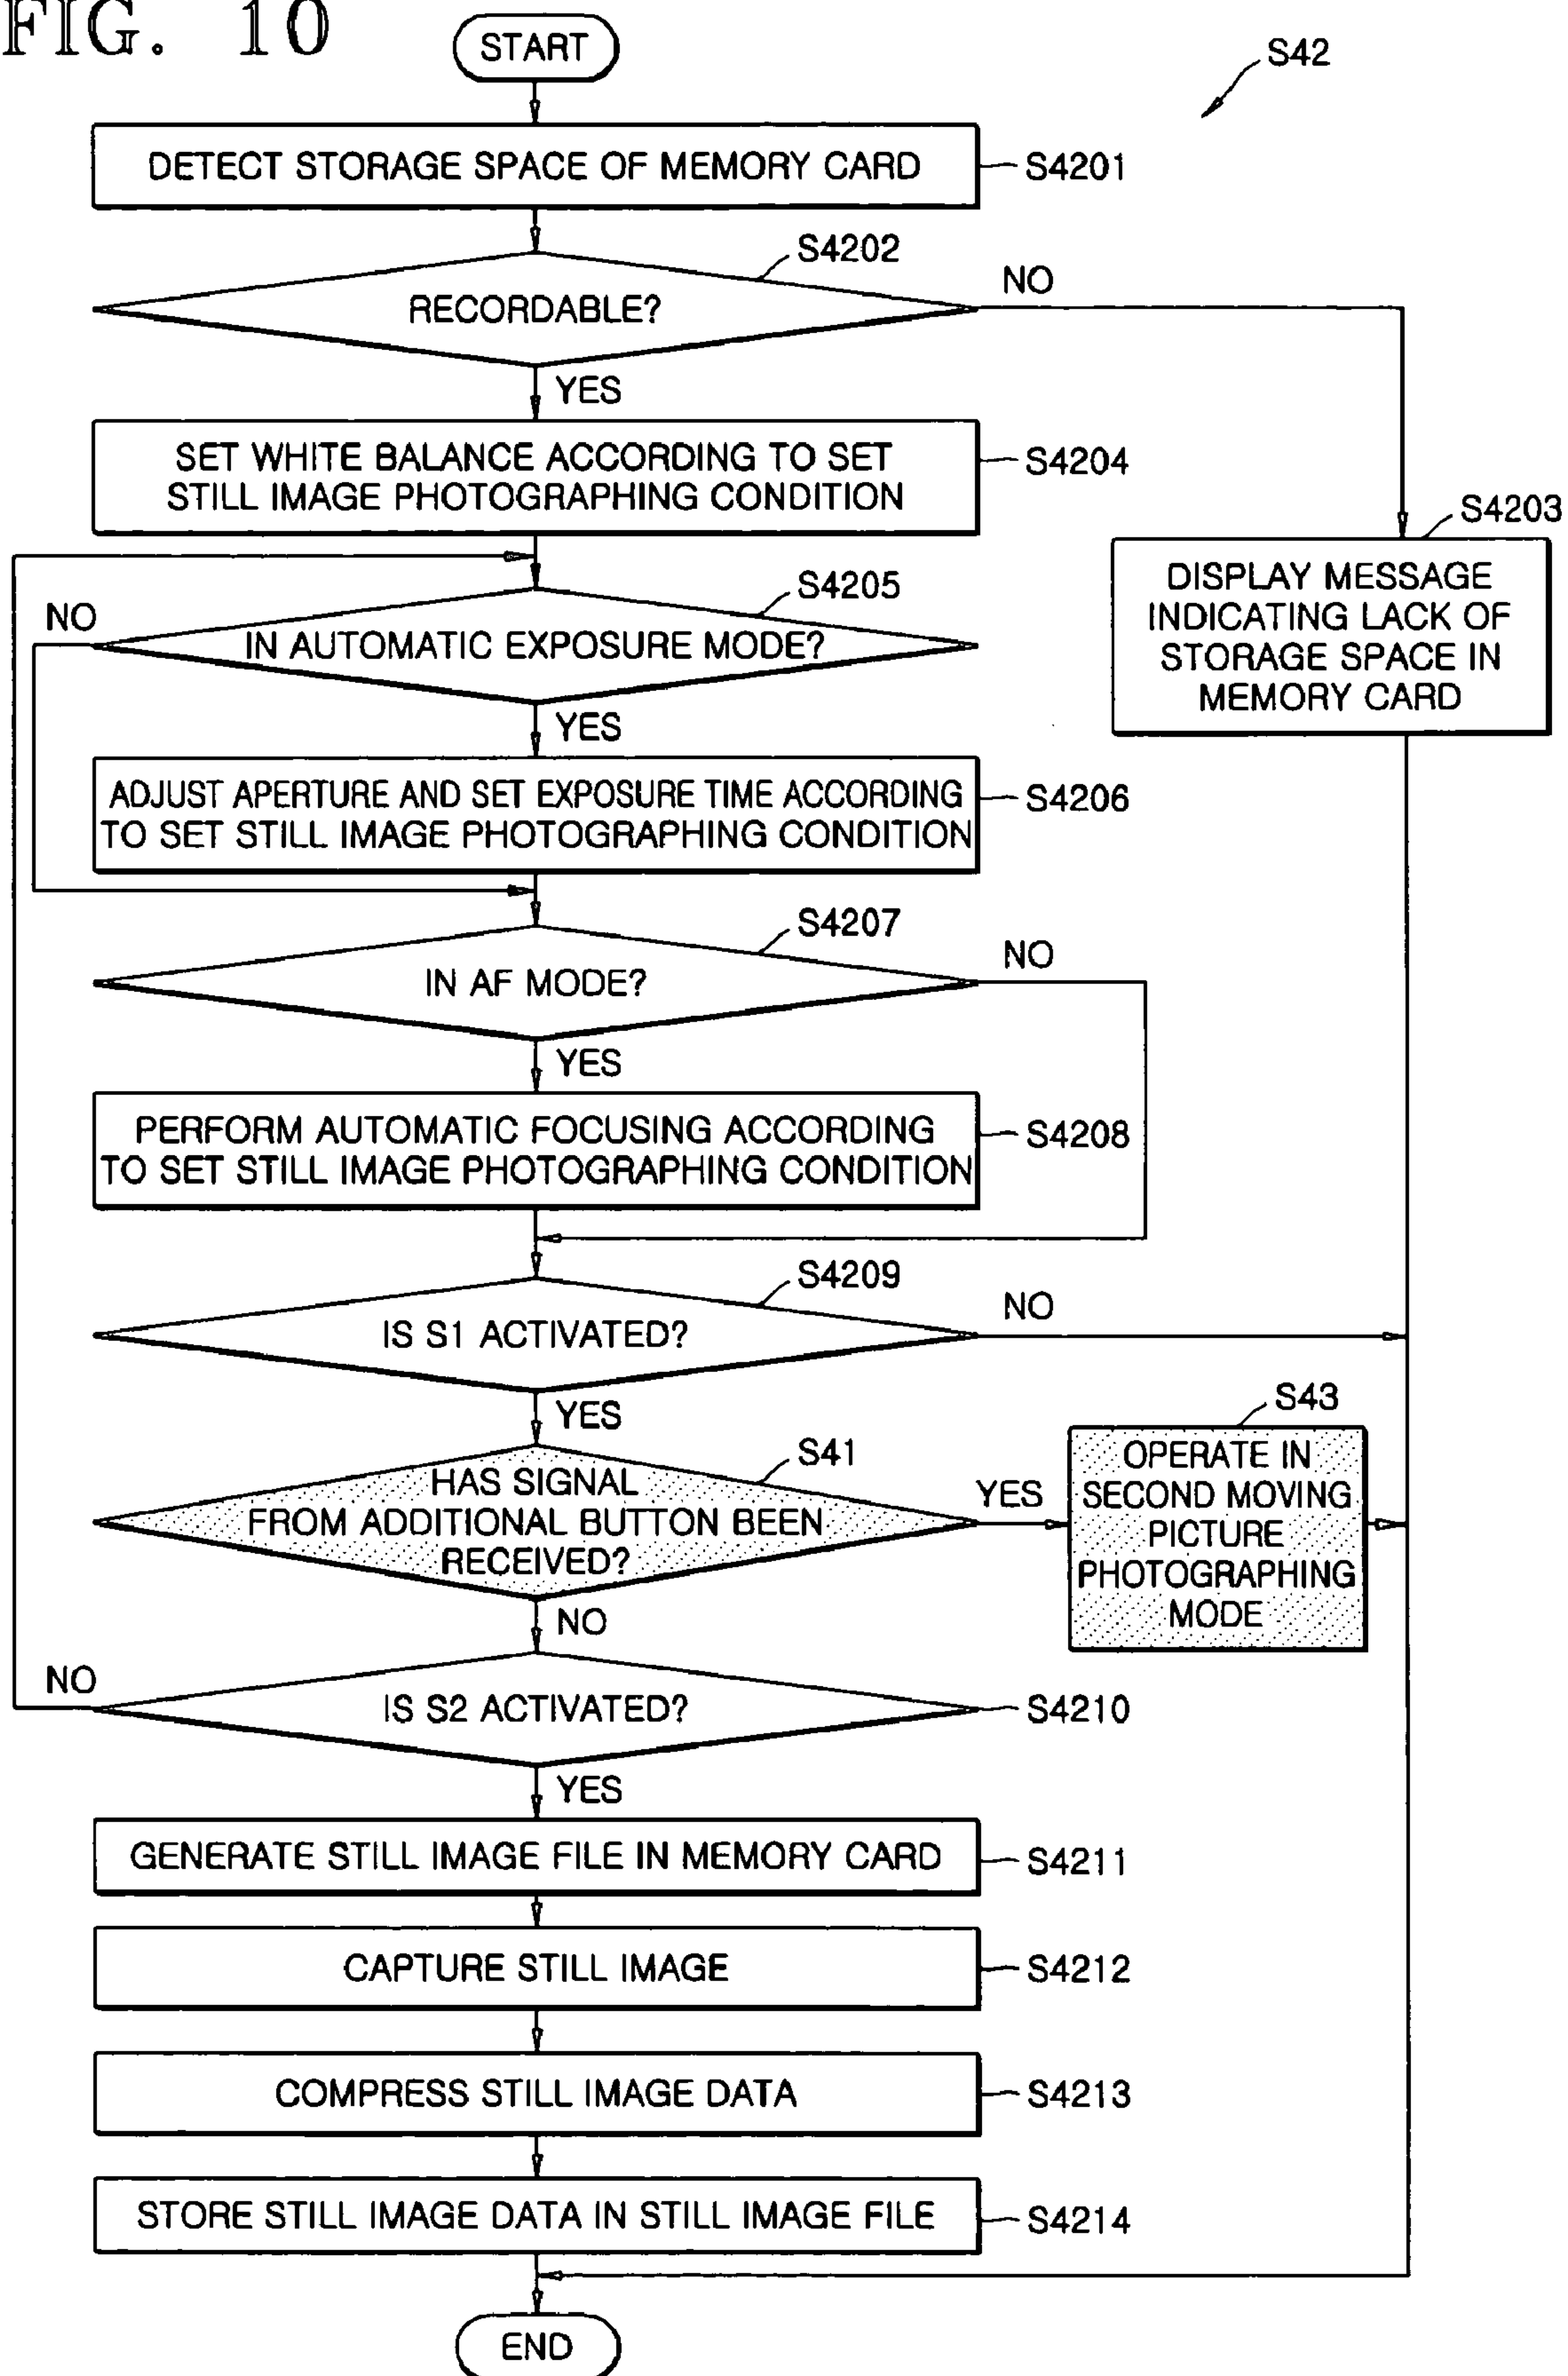 FIG. 10
START
S42
DETECT STORAGE SPACE OF MEMORY CARD
S4201
S4202
RECORDABLE?
NO
YES
SET WHITE BALANCE ACCORDING TO SET
STILL IMAGE PHOTOGRAPHING CONDITION
S4204
S4203
DISPLAY MESSAGE
INDICATING LACK OF
STORAGE SPACE IN
MEMORY CARD
S4205
NO
IN AUTOMATIC EXPOSURE MODE?
YES
ADJUST APERTURE AND SET EXPOSURE TIME ACCORDING
TO SET STILL IMAGE PHOTOGRAPHING CONDITION
S4206
S4207
IN AF MODE?
NO
YES
PERFORM AUTOMATIC FOCUSING ACCORDING
TO SET STILL IMAGE PHOTOGRAPHING CONDITION
S4208
S4209
IS S1 ACTIVATED?
NO
YES
S41
HAS SIGNAL
FROM ADDITIONAL BUTTON BEEN
RECEIVED?
YES
S43
OPERATE IN
SECOND MOVING
PICTURE
PHOTOGRAPHING
MODE
NO
NO
IS S2 ACTIVATED?
S4210
YES
GENERATE STILL IMAGE FILE IN MEMORY CARD
S4211
CAPTURE STILL IMAGE
S4212
COMPRESS STILL IMAGE DATA
S4213
STORE STILL IMAGE DATA IN STILL IMAGE FILE
S4214
END